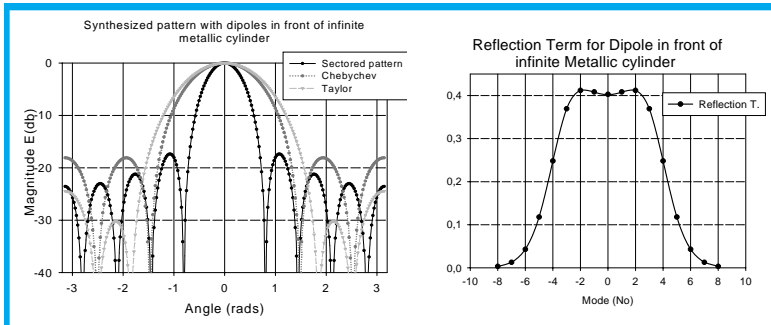 Synthesized pattern with dipoles in front of infinite
metallic cylinder
Sectored pattern
Chebychev
Taylor
Magnitude E(db)
0
-10
-20
-30
-40
-3 -2 -1 0 1 2 3
Angle (rads)
Reflection Term for Dipole in front of
infinite Metallic cylinder
Reflection T.
0,4
0,3
0,2
0,1
0,0
-10 -8 -6 -4 -2 0 2 4 6 8 10
Mode (No)